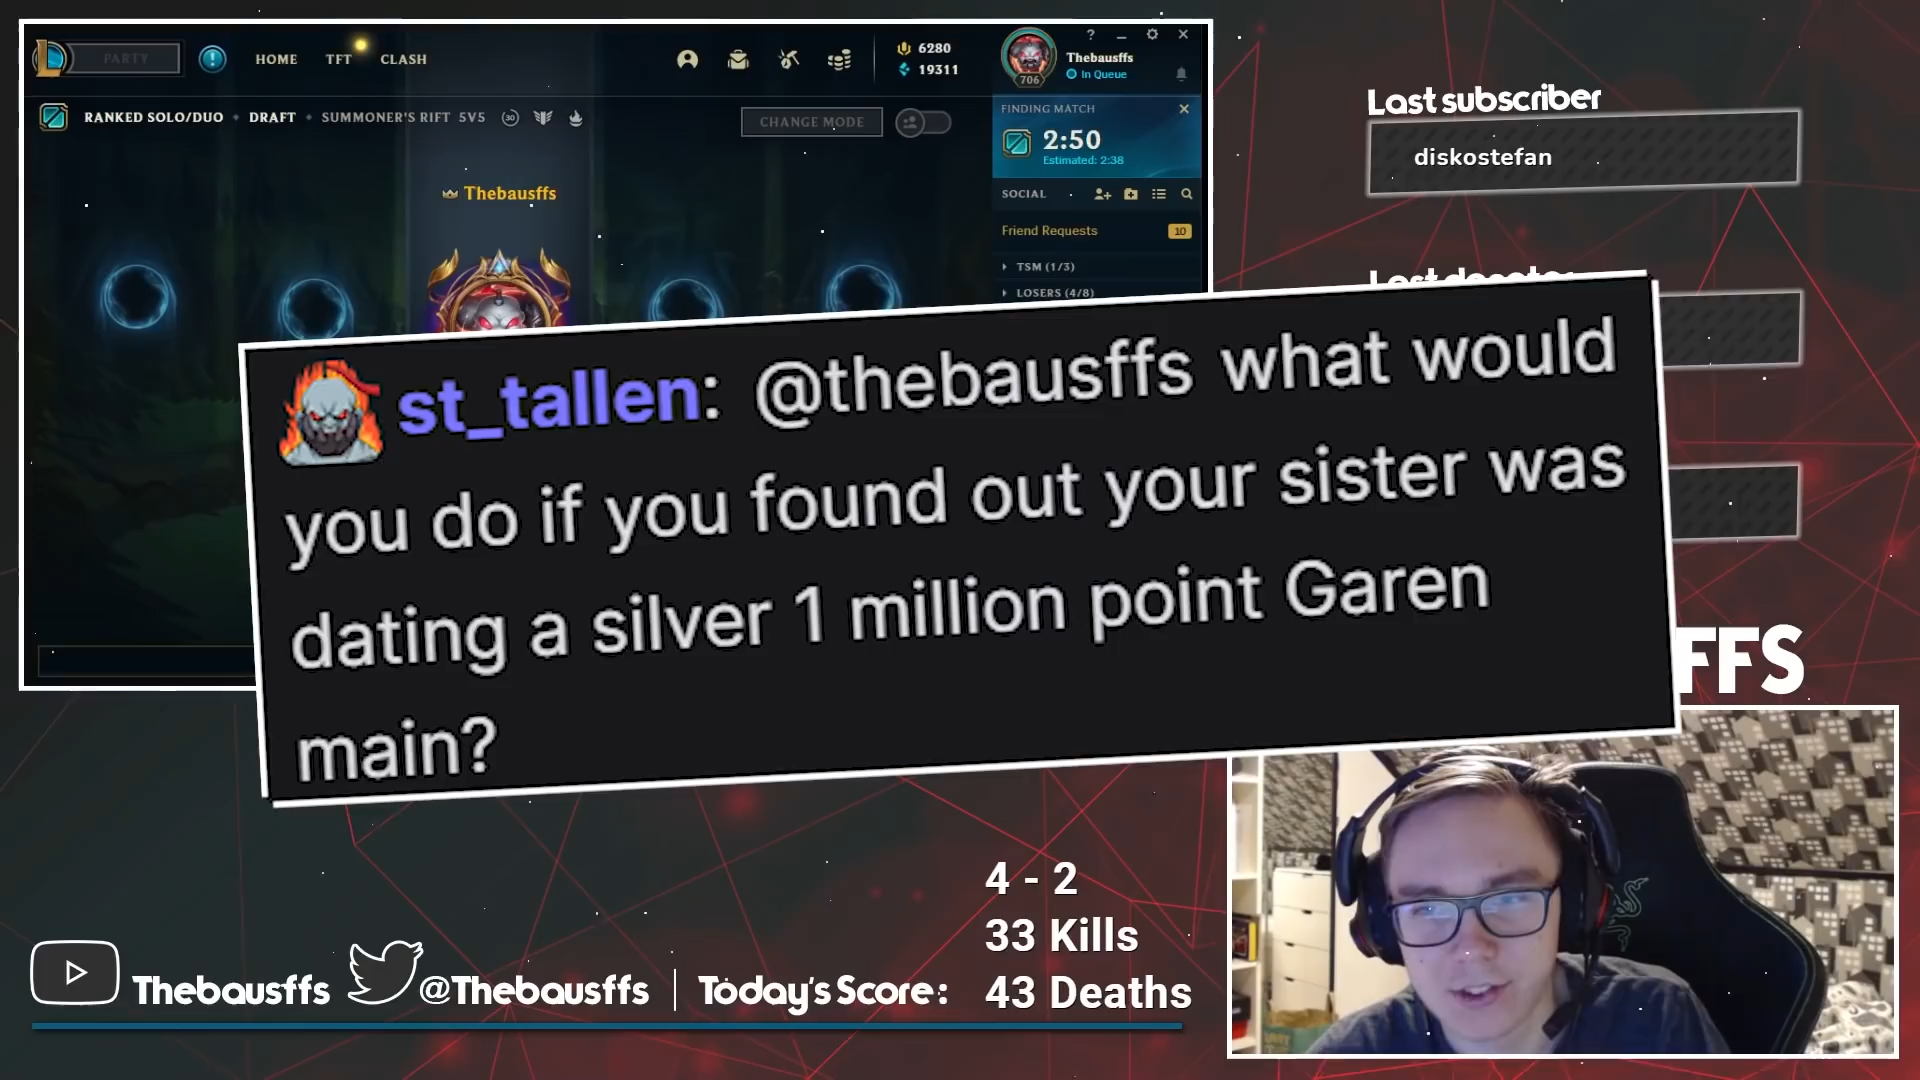 PARTY
HOME
TFT
CLASH
6280
19311
706
Thebausffs
In Queue
RANKED SOLO/DUO • DRAFT • SUMMONER'S RIFT 5V5
30
CHANGE MODE
FINDING MATCH
2:50
Estimated: 2:38
SOCIAL
Friend Requests
10
TSM (1/3)
LOSERS (4/8)
Thebausffs
Last subscriber
diskostefan
Last donator
st_tallen: @thebausffs what would
you do if you found out your sister was
dating a silver 1 million point Garen
main?
FFS
Thebausffs
@Thebausffs
Today's Score:
4 - 2
33 Kills
43 Deaths